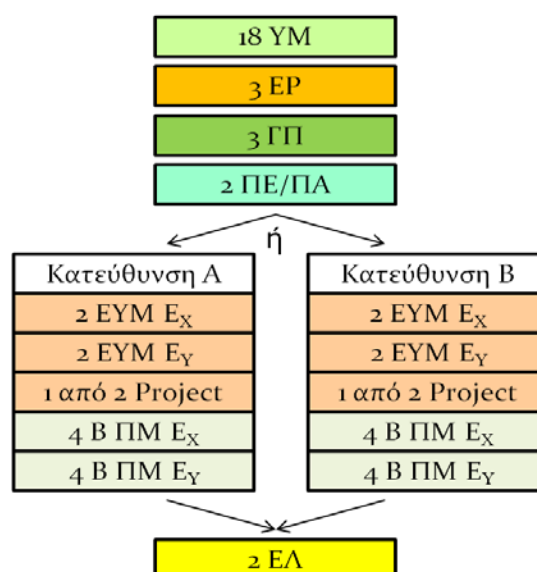 18 ΥΜ
3 ΕΡ
3 ΓΠ
2 ΠΕ/ΠΑ
ή
Κατεύθυνση Α
2 ΕΥΜ ΕX
2 ΕΥΜ ΕY
1 από 2 Project
4 Β ΠΜ ΕX
4 Β ΠΜ ΕY
Κατεύθυνση Β
2 ΕΥΜ ΕX
2 ΕΥΜ ΕY
1 από 2 Project
4 Β ΠΜ ΕX
4 Β ΠΜ ΕY
2 ΕΛ